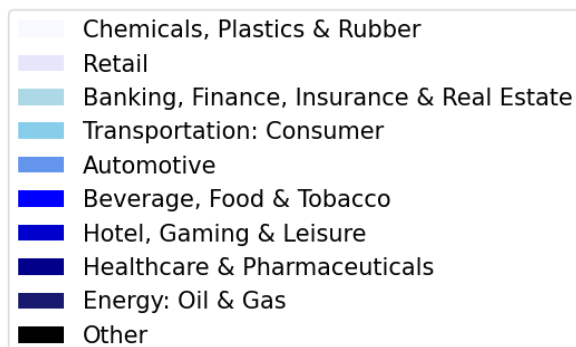 Chemicals, Plastics & Rubber
Retail
Banking, Finance, Insurance & Real Estate
Transportation: Consumer
Automotive
Beverage, Food & Tobacco
Hotel, Gaming & Leisure
Healthcare & Pharmaceuticals
Energy: Oil & Gas
Other